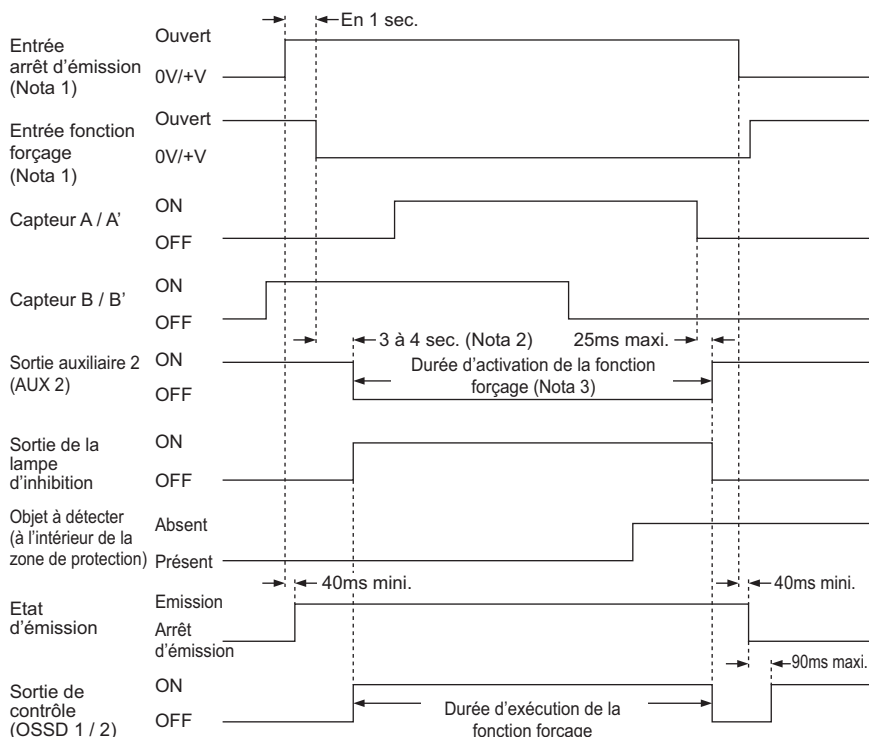 En 1 sec.
Entrée
arrêt d'émission
(Nota 1)
Ouvert
0V/+V
Entrée fonction
forçage
(Nota 1)
Ouvert
0V/+V
Capteur A / A'
ON
OFF
Capteur B / B'
ON
OFF
3 à 4 sec. (Nota 2)
25ms maxi.
Sortie auxiliaire 2
(AUX 2)
ON
OFF
Durée d'activation de la fonction
forçage (Nota 3)
Sortie de la
lampe
d'inhibition
ON
OFF
Objet à détecter
(à l'intérieur de la
zone de protection)
Absent
Présent
40ms mini.
40ms mini.
Etat
d'émission
Emission
Arrêt
d'émission
90ms maxi.
Sortie de
contrôle
(OSSD 1 / 2)
ON
OFF
Durée d'exécution de la
fonction forçage